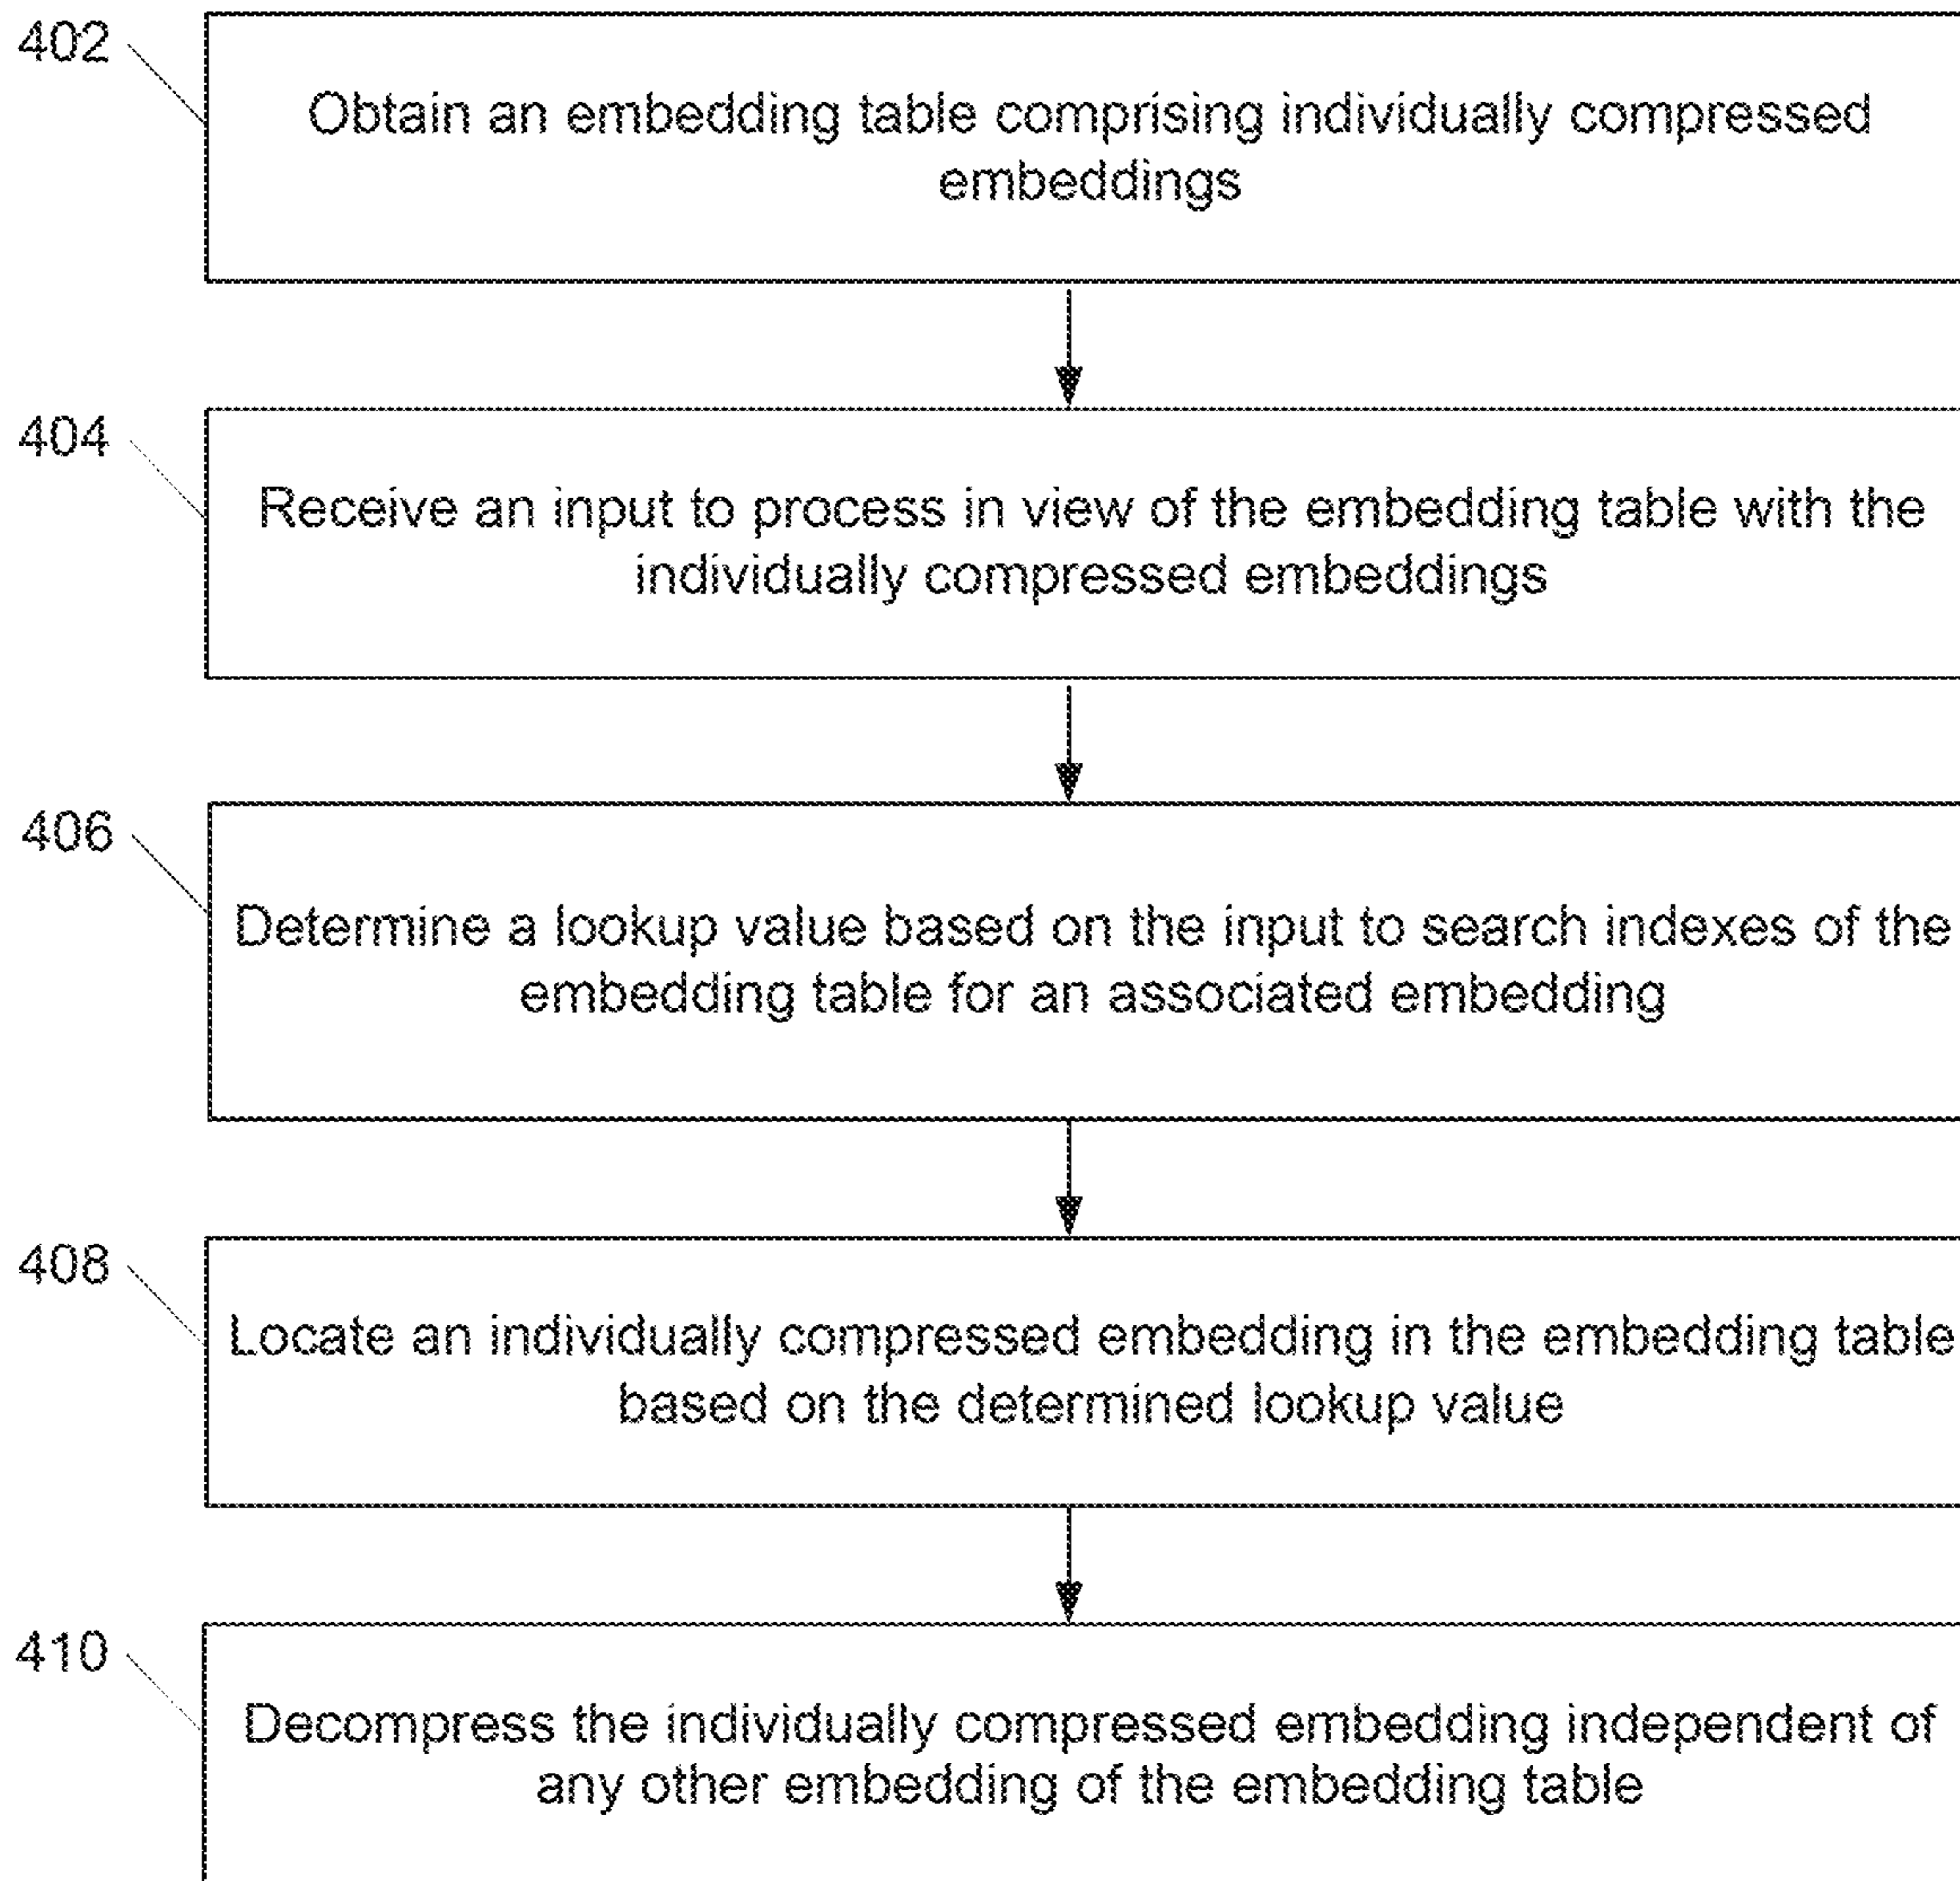 402
Obtain an embedding table comprising individually compressed
embeddings
404
Receive an input to process in view of the embedding table with the
individually compressed embeddings
406
Determine a lookup value based on the input to search indexes of the
embedding table for an associated embedding
408
Locate an individually compressed embedding in the embedding table
based on the determined lookup value
410
Decompress the individually compressed embedding independent of
any other embedding of the embedding table